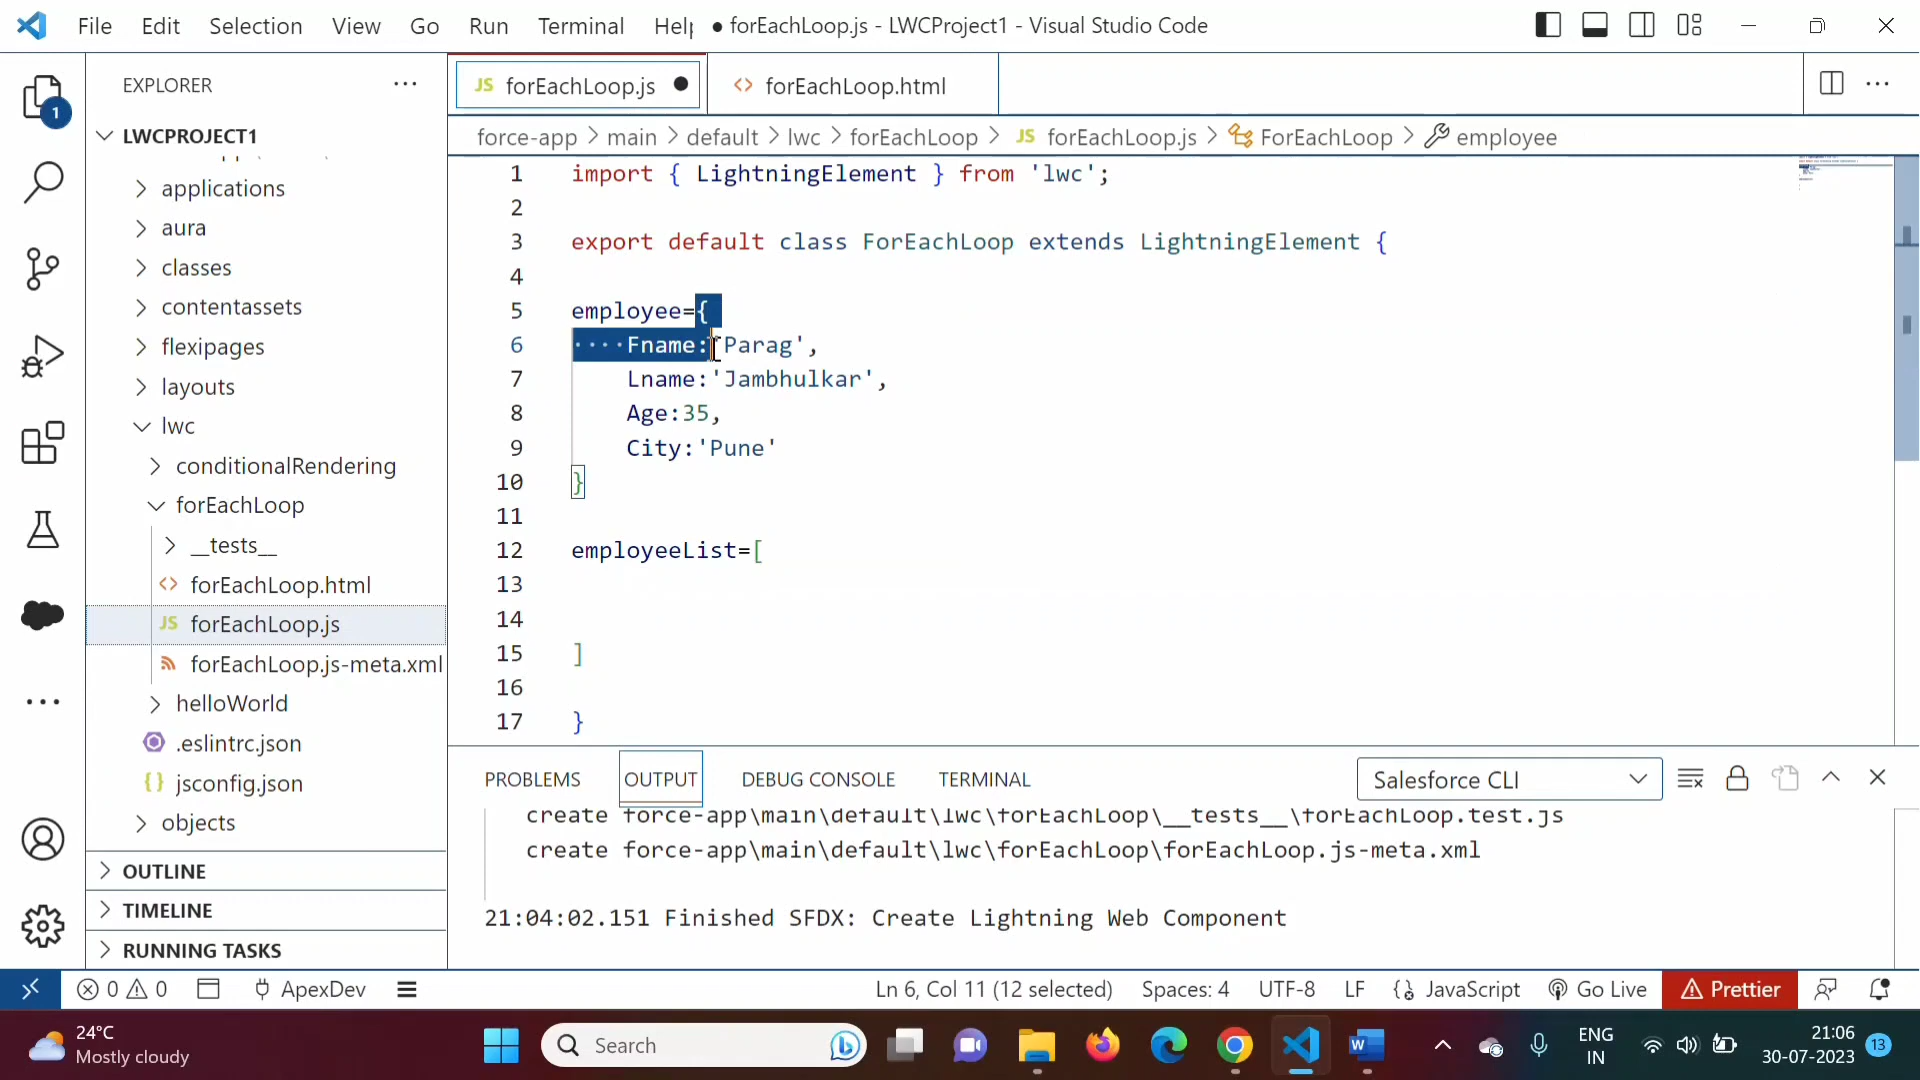 File Edit Selection View Go Run Terminal Help ● forEachLoop.js - LWCProject1 - Visual Studio Code
EXPLORER ···
1
LWCPROJECT1
applications
aura
classes
contentassets
flexipages
layouts
lwc
conditionalRendering
forEachLoop
__tests__
<> forEachLoop.html
JS forEachLoop.js
forEachLoop.js-meta.xml
helloWorld
.eslintrc.json
{} jsconfig.json
objects
OUTLINE
TIMELINE
RUNNING TASKS
JS forEachLoop.js ● <> forEachLoop.html
force-app > main > default > lwc > forEachLoop > JS forEachLoop.js > ForEachLoop > employee
1 import { LightningElement } from 'lwc';
2
3 export default class ForEachLoop extends LightningElement {
4
5 employee={
6 ····Fname:'Parag',
7 Lname:'Jambhulkar',
8 Age:35,
9 City:'Pune'
10 }
11
12 employeeList=[
13
14
15 ]
16
17 }
PROBLEMS OUTPUT DEBUG CONSOLE TERMINAL Salesforce CLI
create force-app\main\default\lwc\forEachLoop\__tests__\forEachLoop.test.js
create force-app\main\default\lwc\forEachLoop\forEachLoop.js-meta.xml
21:04:02.151 Finished SFDX: Create Lightning Web Component
0 0 ApexDev Ln 6, Col 11 (12 selected) Spaces: 4 UTF-8 LF JavaScript Go Live Prettier
24°C
Mostly cloudy
Search
ENG
IN
21:06
30-07-2023
13